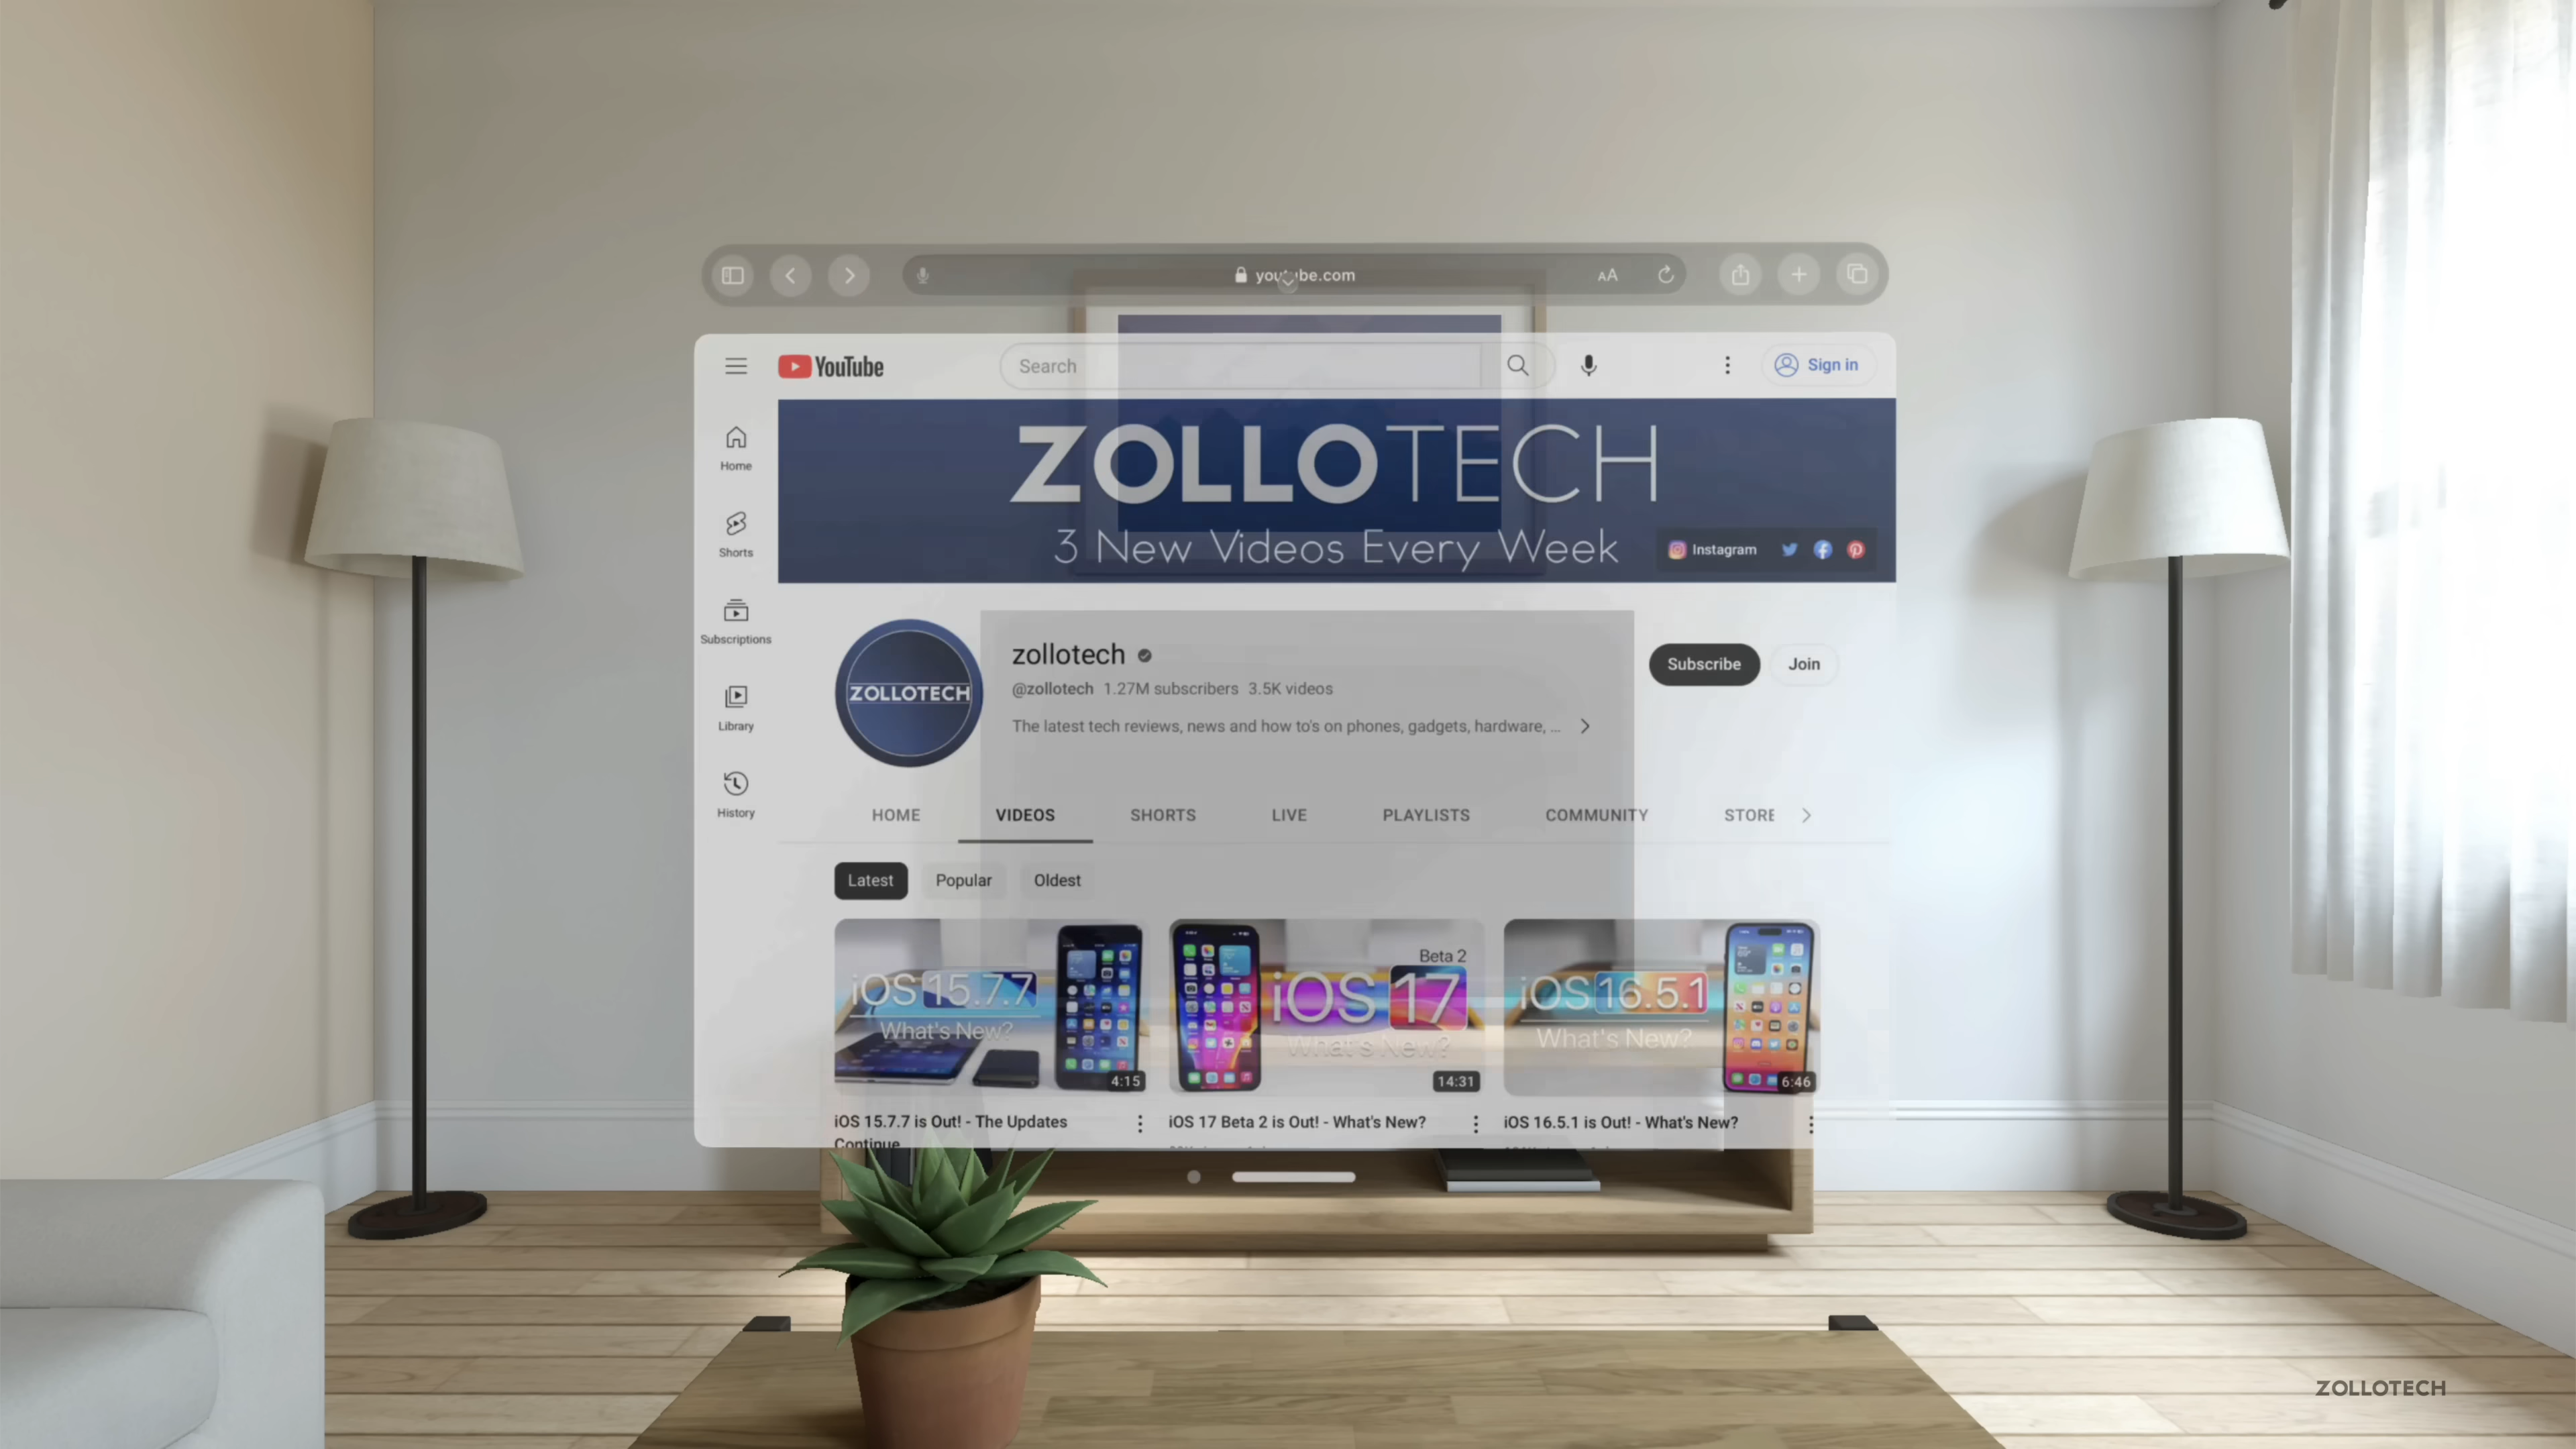 youtube.com
AA
YouTube
Search
Sign in
ZOLLOTECH
3 New Videos Every Week
Instagram
Home
Shorts
Subscriptions
Library
History
ZOLLOTECH
zollotech
@zollotech 1.27M subscribers 3.5K videos
The latest tech reviews, news and how to's on phones, gadgets, hardware, ...
Subscribe
Join
HOME VIDEOS SHORTS LIVE PLAYLISTS COMMUNITY STORE
Latest Popular Oldest
iOS 15.7.7
What's New?
4:15
Beta 2
iOS 17
What's New?
14:31
iOS 16.5.1
What's New?
6:46
iOS 15.7.7 is Out! - The Updates
Continue
iOS 17 Beta 2 is Out! - What's New?
iOS 16.5.1 is Out! - What's New?
ZOLLOTECH